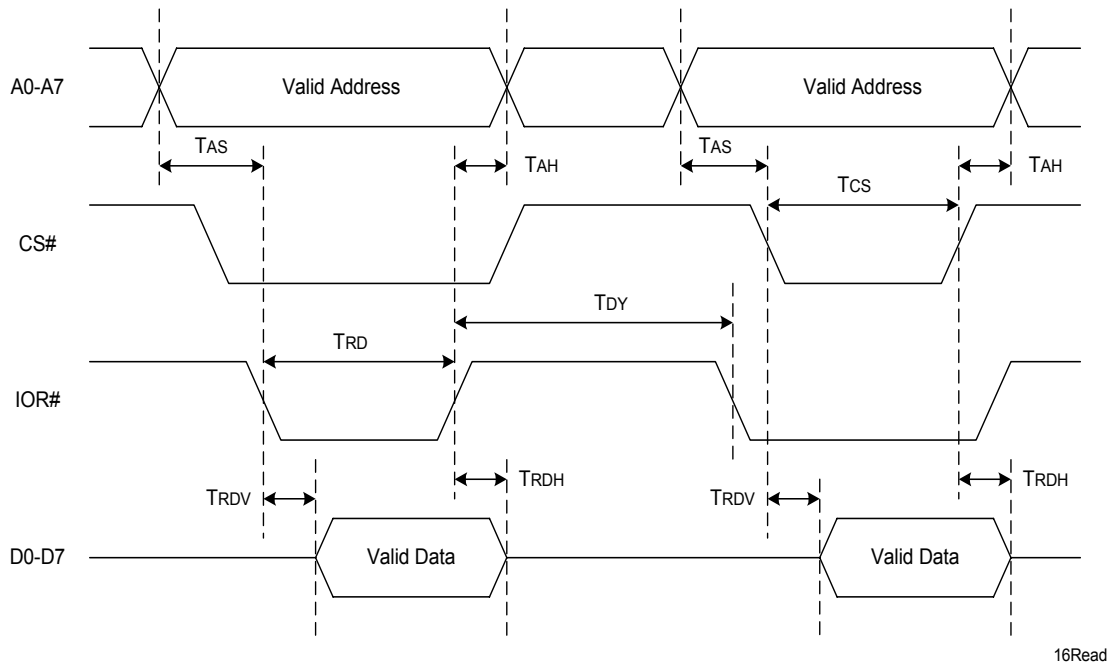 A0-A7
Valid Address
Valid Address
TAS
TAH
TAS
TAH
TCS
CS#
TDY
TRD
IOR#
TRDV
TRDH
TRDV
TRDH
D0-D7
Valid Data
Valid Data
16Read